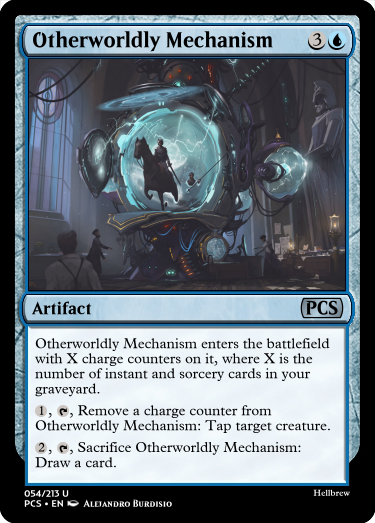 Otherworldly Mechanism 3
Artifact PCS
Otherworldly Mechanism enters the battlefield
with X charge counters on it, where X is the
number of instant and sorcery cards in your
graveyard.
1, , Remove a charge counter from
Otherworldly Mechanism: Tap target creature.
2, , Sacrifice Otherworldly Mechanism:
Draw a card.
054/213 U Hellbrew
PCS • EN Alejandro Burdisio